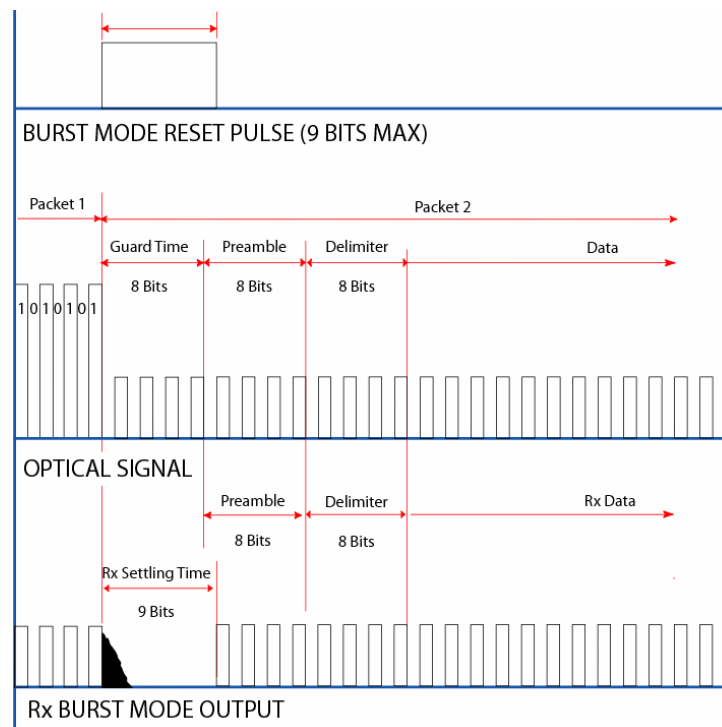 BURST MODE RESET PULSE (9 BITS MAX)
Packet 1
Packet 2
Guard Time
Preamble
Delimiter
Data
8 Bits
8 Bits
8 Bits
1 0 1 0 1 0 1
OPTICAL SIGNAL
Preamble
Delimiter
Rx Data
8 Bits
8 Bits
Rx Settling Time
9 Bits
Rx BURST MODE OUTPUT